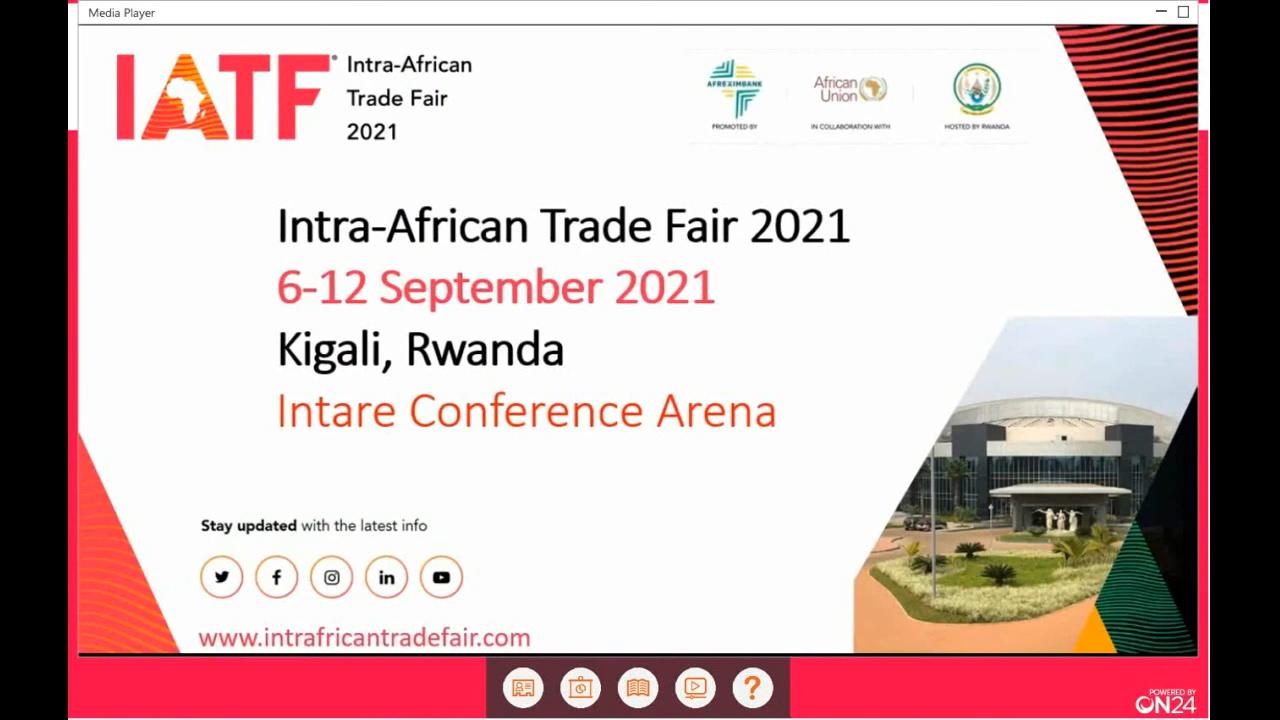 Media Player
IATF
Intra-African
Trade Fair
2021
AFREXIMBANK
PROMOTED BY
African
Union
IN COLLABORATION WITH
HOSTED BY RWANDA
Intra-African Trade Fair 2021
6-12 September 2021
Kigali, Rwanda
Intare Conference Arena
Stay updated with the latest info
www.intrafricantradefair.com
POWERED BY
ON24